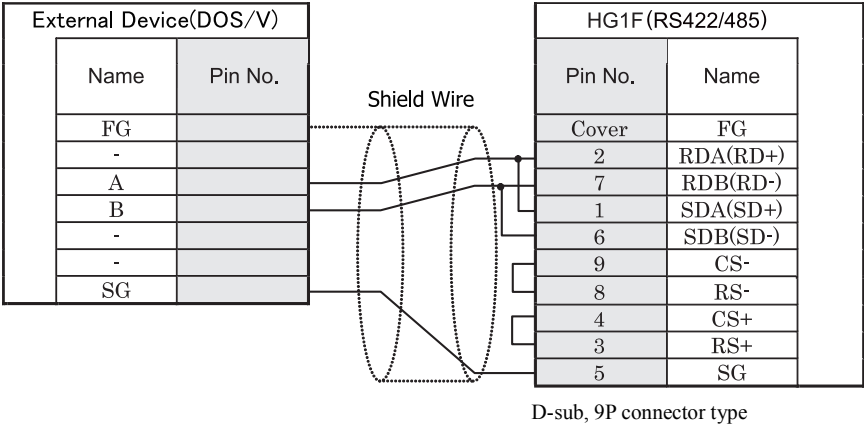 External Device(DOS/V)
Name Pin No.
FG
-
A
B
-
-
SG
Shield Wire
HG1F(RS422/485)
Pin No. Name
Cover FG
2 RDA(RD+)
7 RDB(RD-)
1 SDA(SD+)
6 SDB(SD-)
9 CS-
8 RS-
4 CS+
3 RS+
5 SG
D-sub, 9P connector type